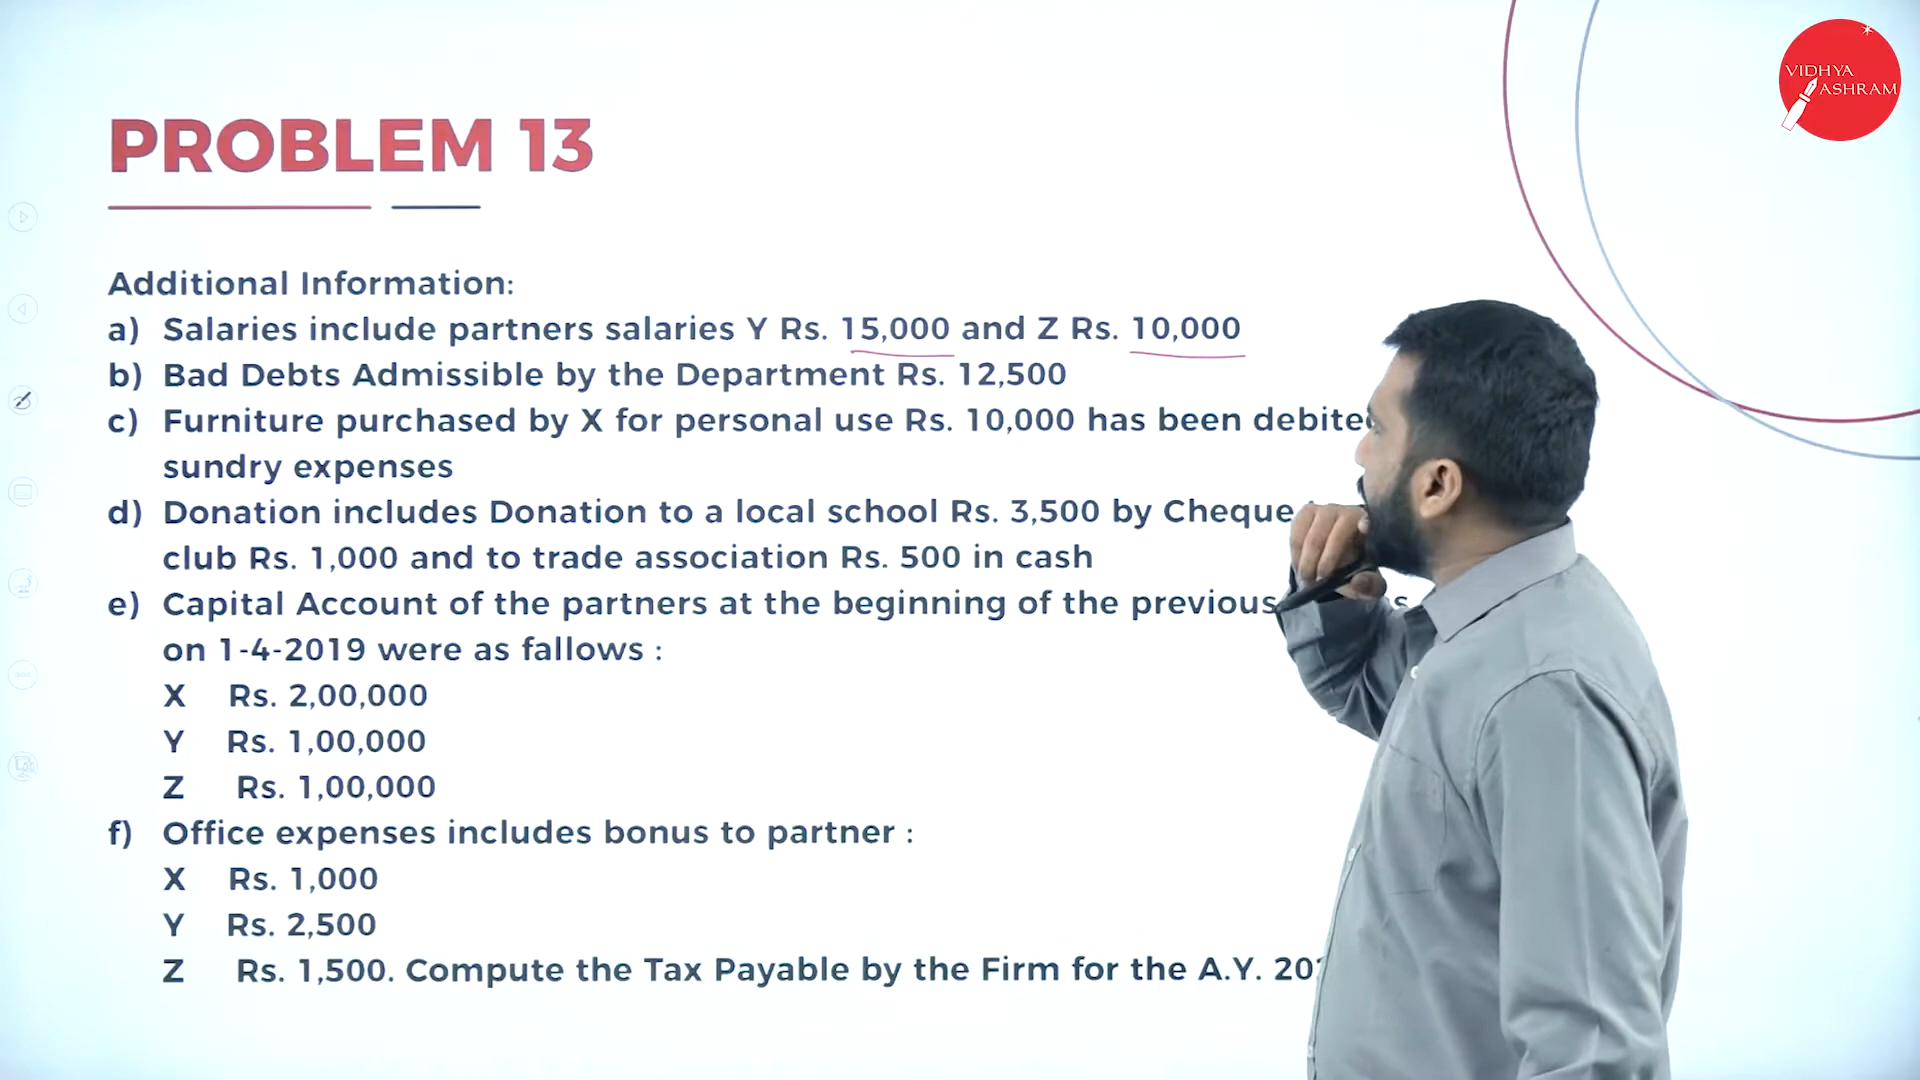 VIDHYA
ASHRAM
PROBLEM 13
Additional Information:
a) Salaries include partners salaries Y Rs. 15,000 and Z Rs. 10,000
b) Bad Debts Admissible by the Department Rs. 12,500
c) Furniture purchased by X for personal use Rs. 10,000 has been
sundry expenses
d) Donation includes Donation to a local school Rs. 3,500 by Cheque
club Rs. 1,000 and to trade association Rs. 500 in cash
e) Capital Account of the partners at the beginning of the previous
on 1-4-2019 were as fallows :
X Rs. 2,00,000
Y Rs. 1,00,000
Z Rs. 1,00,000
f) Office expenses includes bonus to partner :
X Rs. 1,000
Y Rs. 2,500
Z Rs. 1,500. Compute the Tax Payable by the Firm for the A.Y.